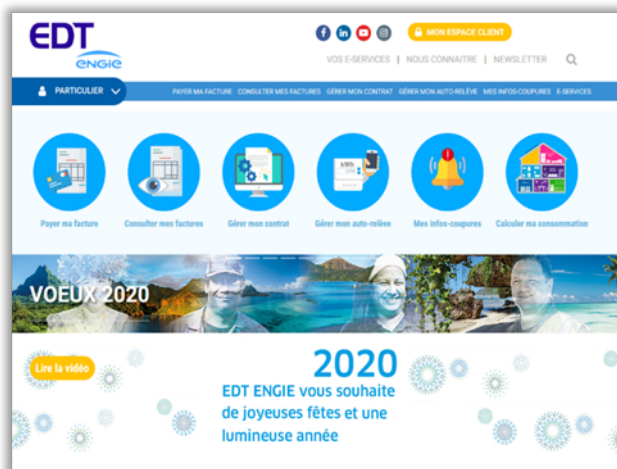 EDT
ENGIE
MON ESPACE CLIENT
VOS E-SERVICES | NOUS CONNAITRE | NEWSLETTER
PARTICULIER
PAYER MA FACTURE CONSULTER MES FACTURES GÉRER MON CONTRAT GÉRER MON AUTO-RELÈVE MES INFOS-COUPURES E-SERVICES
kWh
Payer ma facture Consulter mes factures Gérer mon contrat Gérer mon auto-relève Mes infos-coupures Calculer ma consommation
VOEUX 2020
Lire la vidéo
2020
EDT ENGIE vous souhaite
de joyeuses fêtes et une
lumineuse année